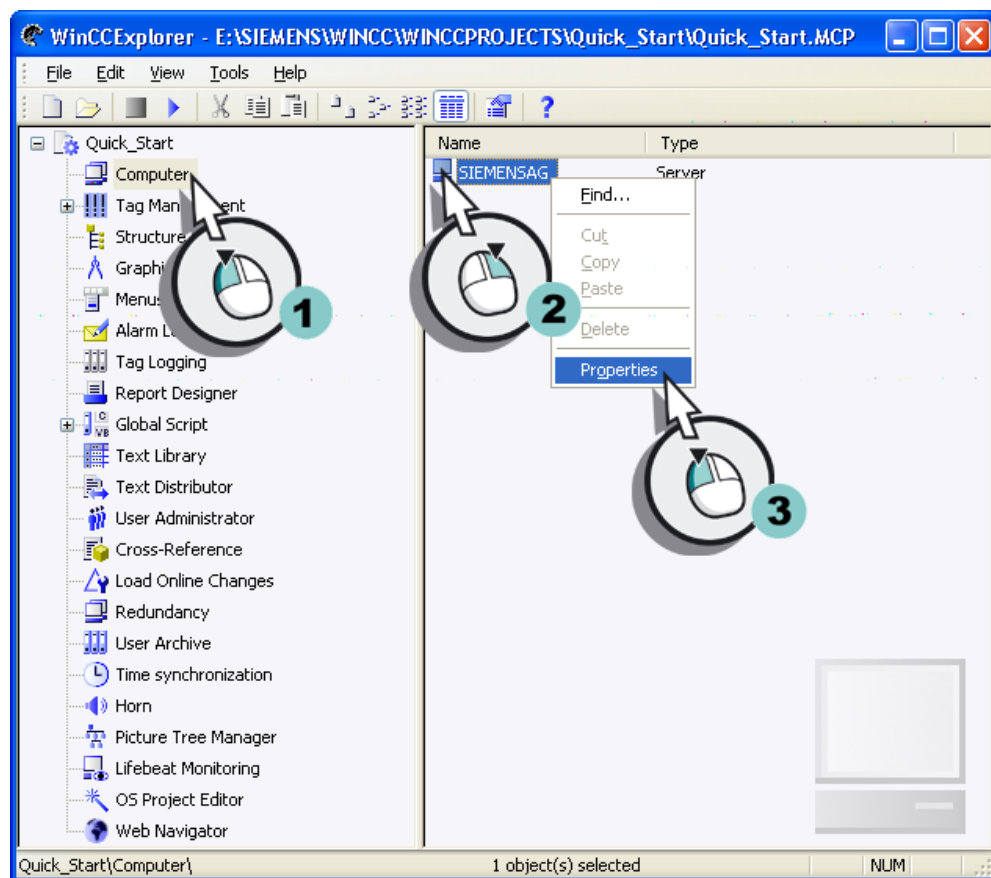 WinCCExplorer - E:\SIEMENS\WINCC\WINCCPROJECTS\Quick_Start\Quick_Start.MCP
File Edit View Tools Help
Quick_Start
Computer
Tag Man ent
Structure
Graphi
Menus
Alarm L
Tag Logging
Report Designer
Global Script
Text Library
Text Distributor
User Administrator
Cross-Reference
Load Online Changes
Redundancy
User Archive
Time synchronization
Horn
Picture Tree Manager
Lifebeat Monitoring
OS Project Editor
Web Navigator
Name Type
SIEMENSAG Server
Find...
Cut
Copy
Paste
Delete
Properties
1
2
3
Quick_Start\Computer\ 1 object(s) selected NUM